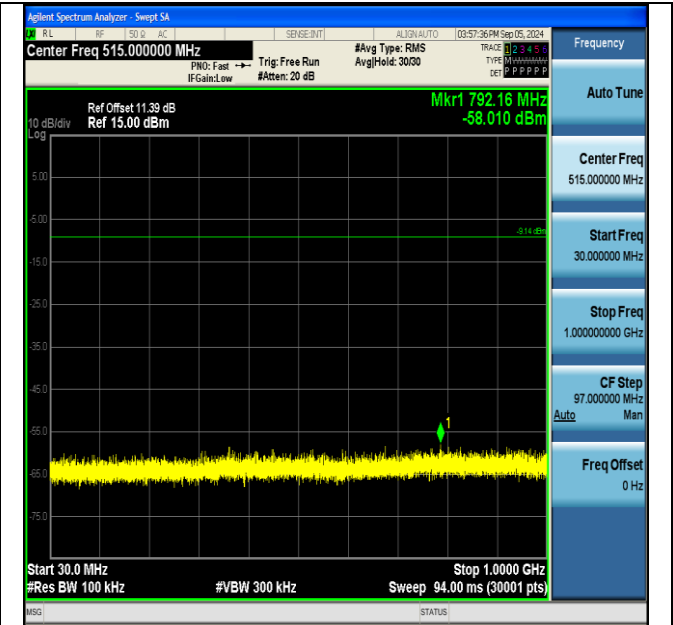 Agilent Spectrum Analyzer - Swept SA
LXI RL RF 50 Ω AC SENSE:INT ALIGN AUTO 03:57:36 PM Sep 05, 2024
Center Freq 515.000000 MHz
#Avg Type: RMS
TRACE 1 2 3 4 5 6
PNO: Fast
Trig: Free Run
Avg|Hold: 30/30
TYPE M
IFGain:Low
#Atten: 20 dB
DET P P P P P P
Frequency
Mkr1 792.16 MHz
-58.010 dBm
Ref Offset 11.39 dB
10 dB/div Ref 15.00 dBm
Log
5.00
-5.00
-9.14 dBm
-15.0
-25.0
-35.0
-45.0
-55.0
1
-65.0
-75.0
Start 30.0 MHz
Stop 1.0000 GHz
#Res BW 100 kHz
#VBW 300 kHz
Sweep 94.00 ms (30001 pts)
MSG
STATUS
Auto Tune
Center Freq
515.000000 MHz
Start Freq
30.000000 MHz
Stop Freq
1.000000000 GHz
CF Step
97.000000 MHz
Auto Man
Freq Offset
0 Hz